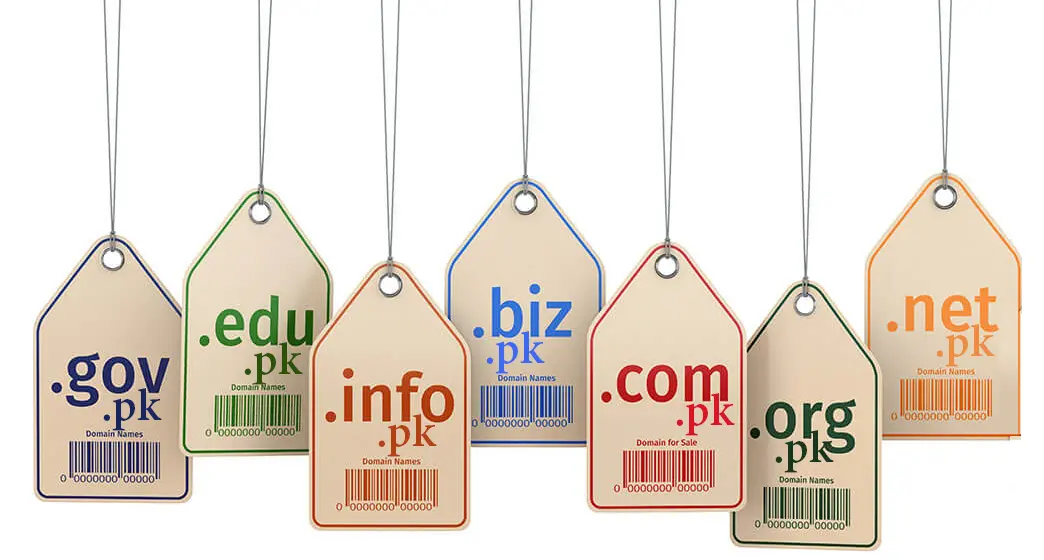 .gov
.pk
Domain Names
0 0000000 00000
.edu
.pk
Domain Names
0 0000000 00000
.info
.pk
Domain Names
0 0000000 00000
.biz
.pk
Domain Names
0 0000000 00000
.com
.pk
Domain for Sale
0 0000000 00000
.org
.pk
Domain Names
0 0000000 00000
.net
.pk
Domain Names
0 0000000 00000